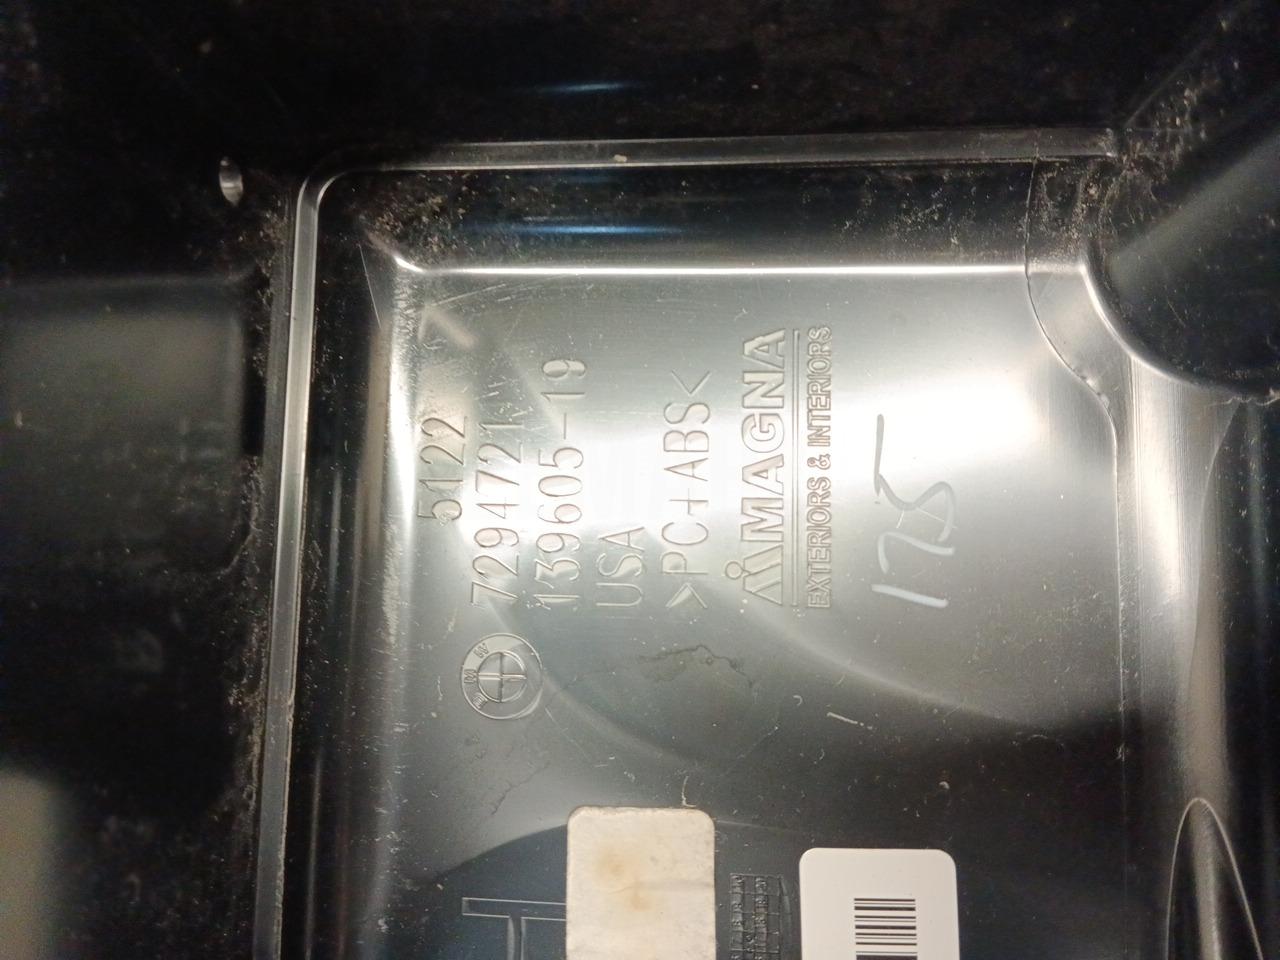 5122
7294721
139605-19
USA
>PC+ABS<
MAGNA
EXTERIORS & INTERIORS
175